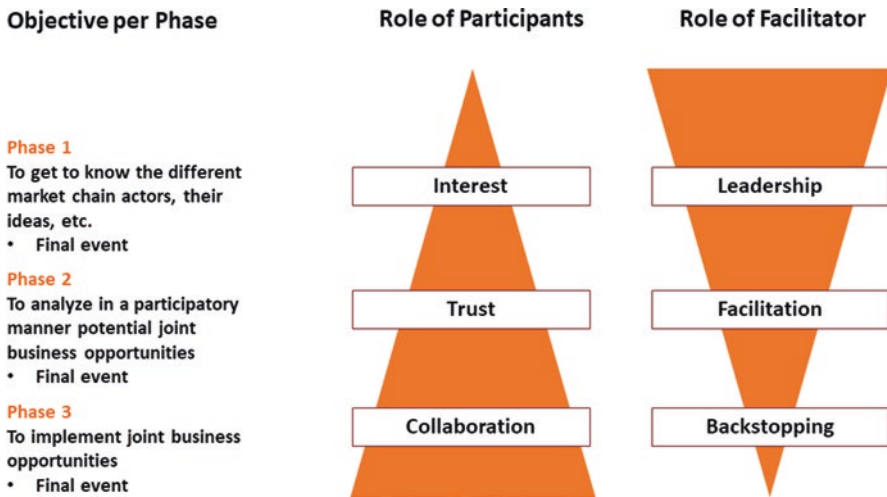 Objective per Phase
Role of Participants
Role of Facilitator
Phase 1
To get to know the different
market chain actors, their
ideas, etc.
• Final event
Interest
Leadership
Phase 2
To analyze in a participatory
manner potential joint
business opportunities
• Final event
Trust
Facilitation
Phase 3
To implement joint business
opportunities
• Final event
Collaboration
Backstopping